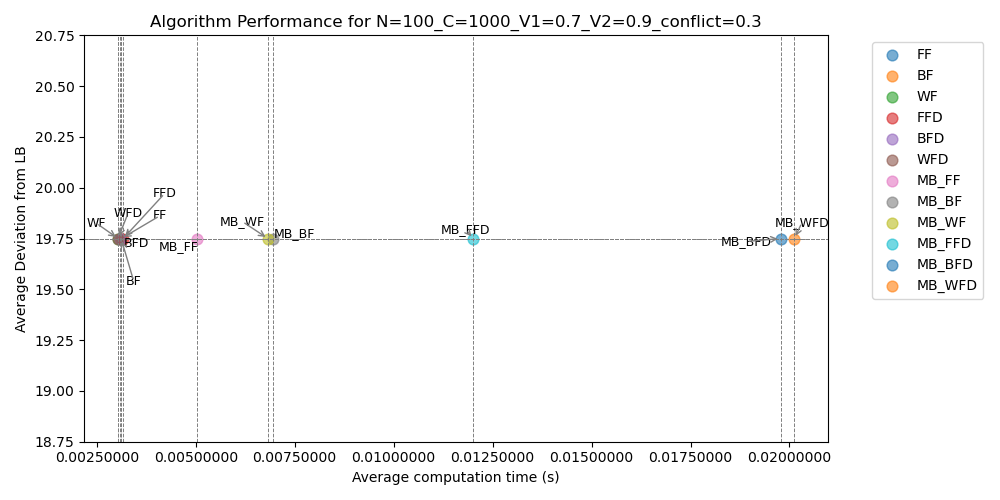 Algorithm Performance for N=100_C=1000_V1=0.7_V2=0.9_conflict=0.3
Average Deviation from LB
20.75
20.50
20.25
20.00
19.75
19.50
19.25
19.00
18.75
WF
WFD
FFD
FF
BFD
BF
MB_FF
MB_WF
MB_BF
MB_FFD
MB_BFD
MB_WFD
0.00250000 0.00500000 0.00750000 0.01000000 0.01250000 0.01500000 0.01750000 0.02000000
Average computation time (s)
FF
BF
WF
FFD
BFD
WFD
MB_FF
MB_BF
MB_WF
MB_FFD
MB_BFD
MB_WFD